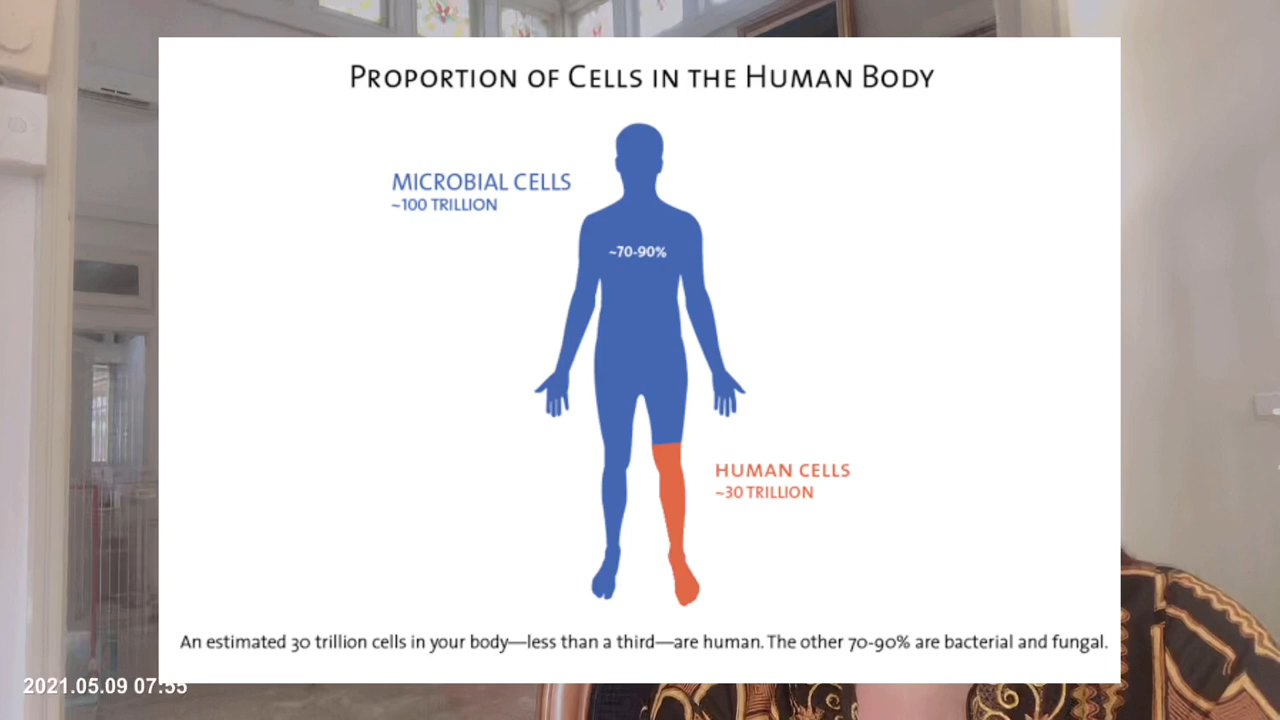 Proportion of Cells in the Human Body
MICROBIAL CELLS
~100 TRILLION
~70-90%
HUMAN CELLS
~30 TRILLION
An estimated 30 trillion cells in your body—less than a third—are human. The other 70-90% are bacterial and fungal.
2021.05.09 07:55